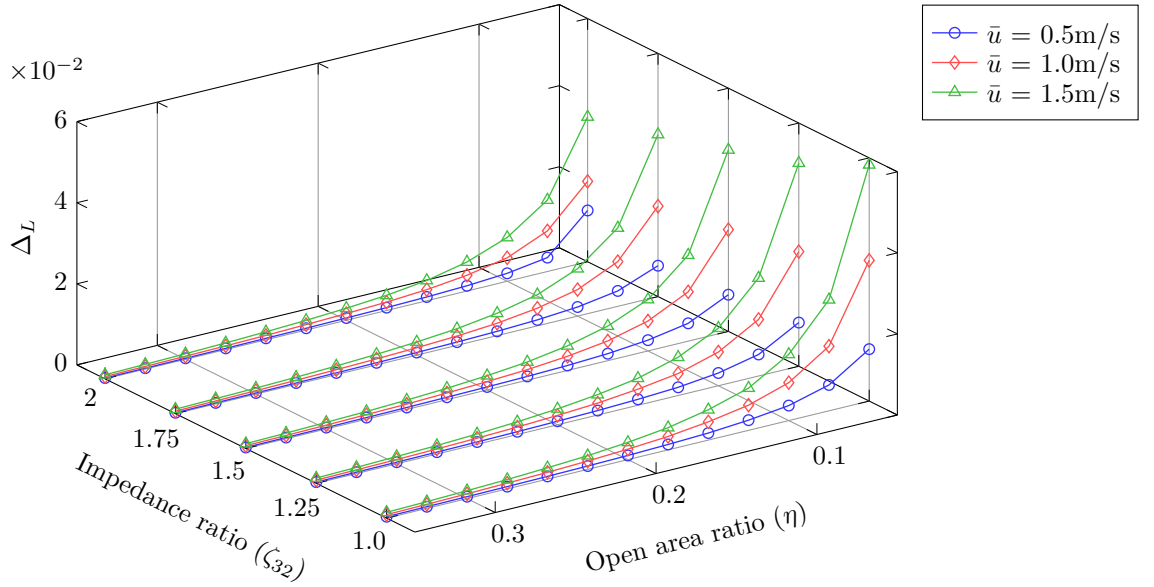 ×10−2
6
4
2
0
ΔL
2
1.75
1.5
1.25
1.0
Impedance ratio (ζ32)
0.3
0.2
0.1
Open area ratio (η)
ū = 0.5m/s
ū = 1.0m/s
ū = 1.5m/s